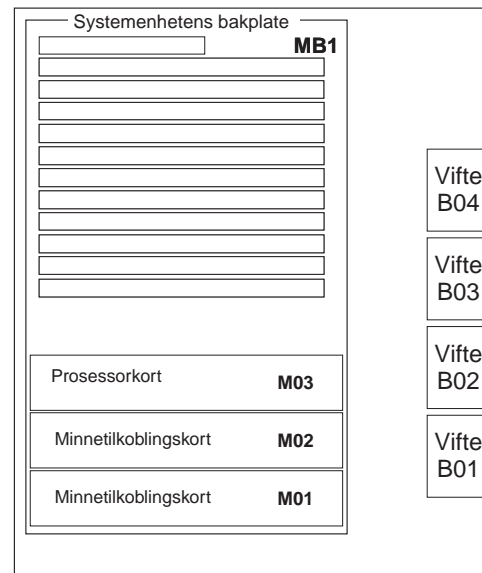 Systemenhetens bakplate
MB1
Vifte
B04
Vifte
B03
Vifte
B02
Vifte
B01
Prosessorkort M03
Minnetilkoblingskort M02
Minnetilkoblingskort M01